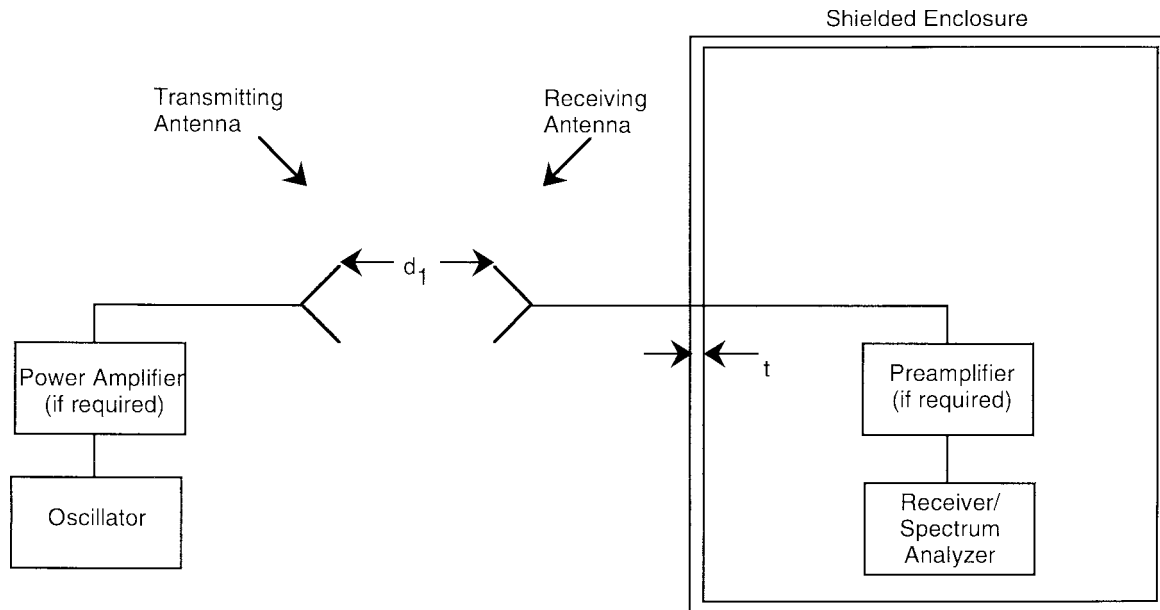 Shielded Enclosure
Transmitting
Antenna
Receiving
Antenna
d1
t
Power Amplifier
(if required)
Preamplifier
(if required)
Oscillator
Receiver/
Spectrum
Analyzer